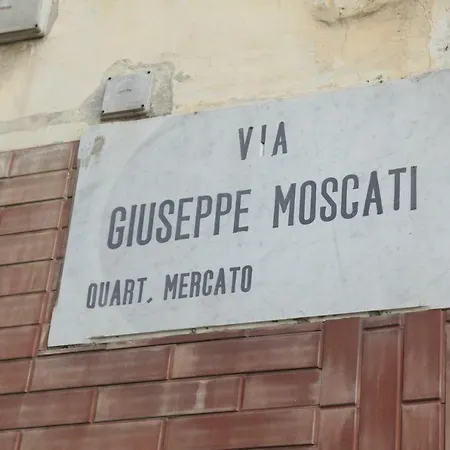 VIA
GIUSEPPE MOSCATI
QUART. MERCATO